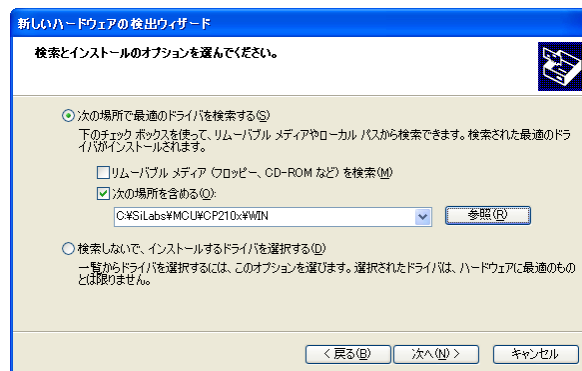 新しいハードウェアの検出ウィザード
検索とインストールのオプションを選んでください。
次の場所で最適のドライバを検索する(S)
下のチェック ボックスを使って、リムーバブル メディアやローカル パスから検索できます。検索された最適のドラ
イバがインストールされます。
リムーバブル メディア (フロッピー、CD-ROM など) を検索(M)
次の場所を含める(O):
C:¥SiLabs¥MCU¥CP210x¥WIN
参照(R)
検索しないで、インストールするドライバを選択する(D)
一覧からドライバを選択するには、このオプションを選びます。選択されたドライバは、ハードウェアに最適のもの
とは限りません。
< 戻る(B)
次へ(N) >
キャンセル